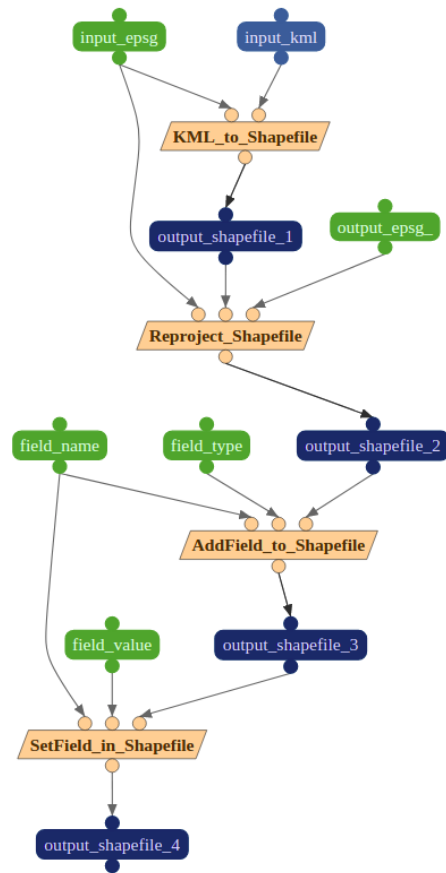 input_epsg
input_kml
KML_to_Shapefile
output_shapefile_1
output_epsg_
Reproject_Shapefile
field_name
field_type
output_shapefile_2
AddField_to_Shapefile
field_value
output_shapefile_3
SetField_in_Shapefile
output_shapefile_4